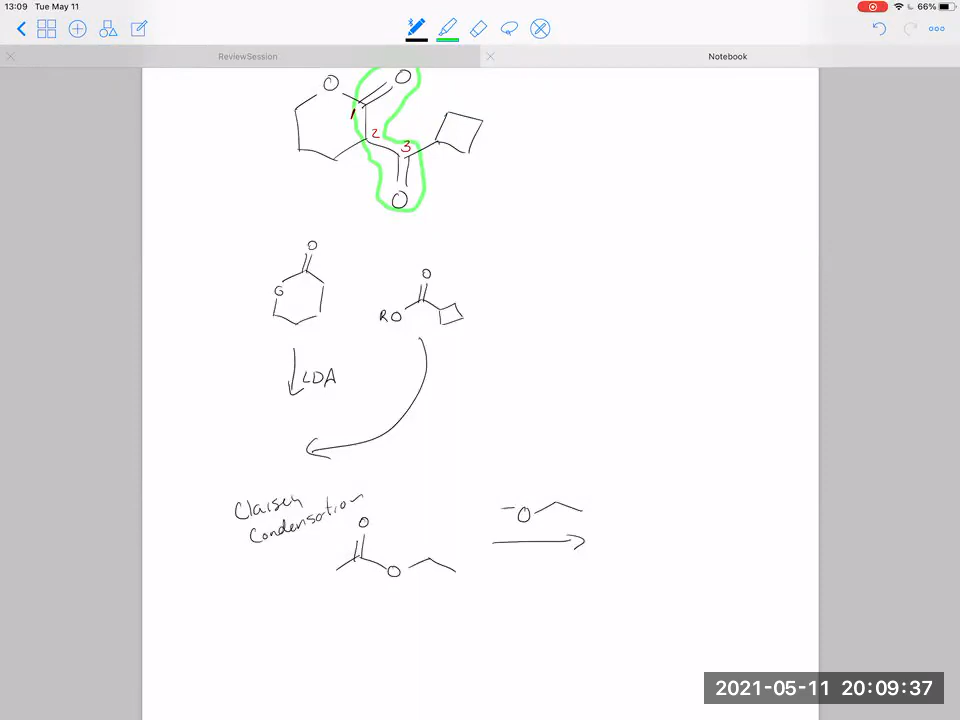 13:09 Tue May 11
66%
ReviewSession
Notebook
O
O
1
2
3
O
O
O
O
RO
LDA
Claisen
Condensation
O
O
-O
2021-05-11 20:09:37